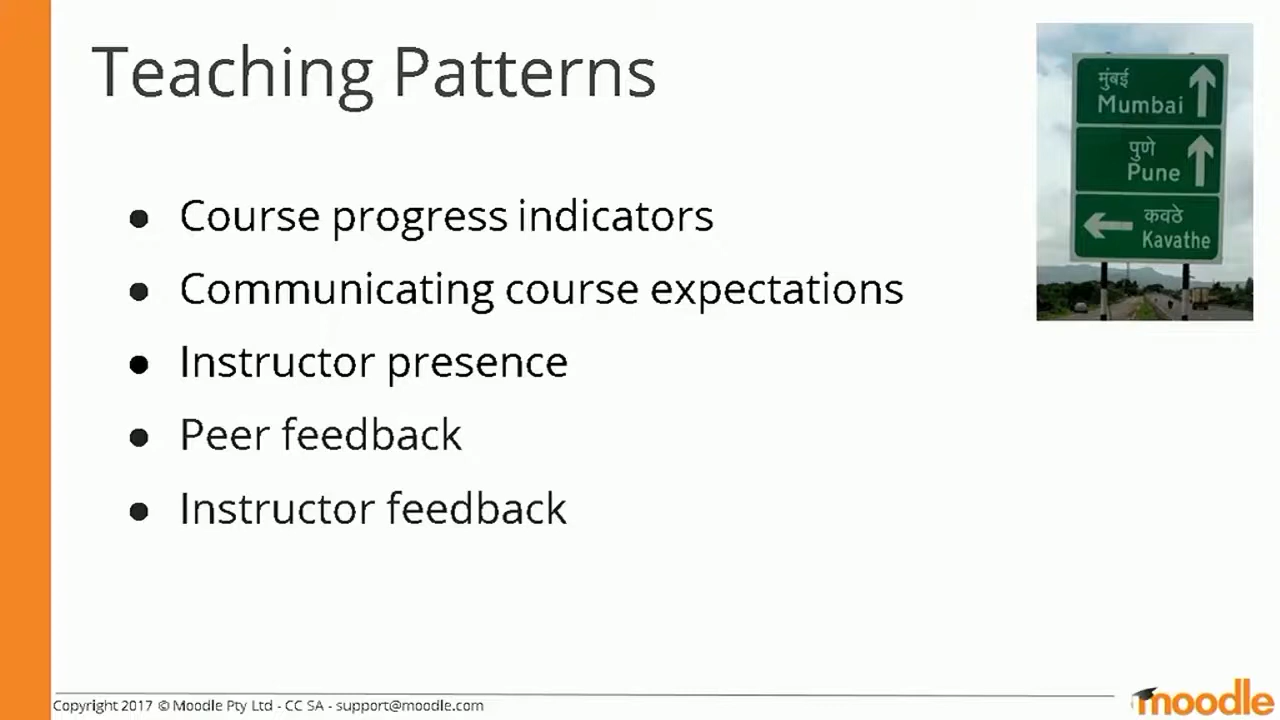 Teaching Patterns
मुंबई
Mumbai
पुणे
Pune
कवठे
Kavathe
● Course progress indicators
● Communicating course expectations
● Instructor presence
● Peer feedback
● Instructor feedback
Copyright 2017 © Moodle Pty Ltd - CC SA - support@moodle.com
moodle